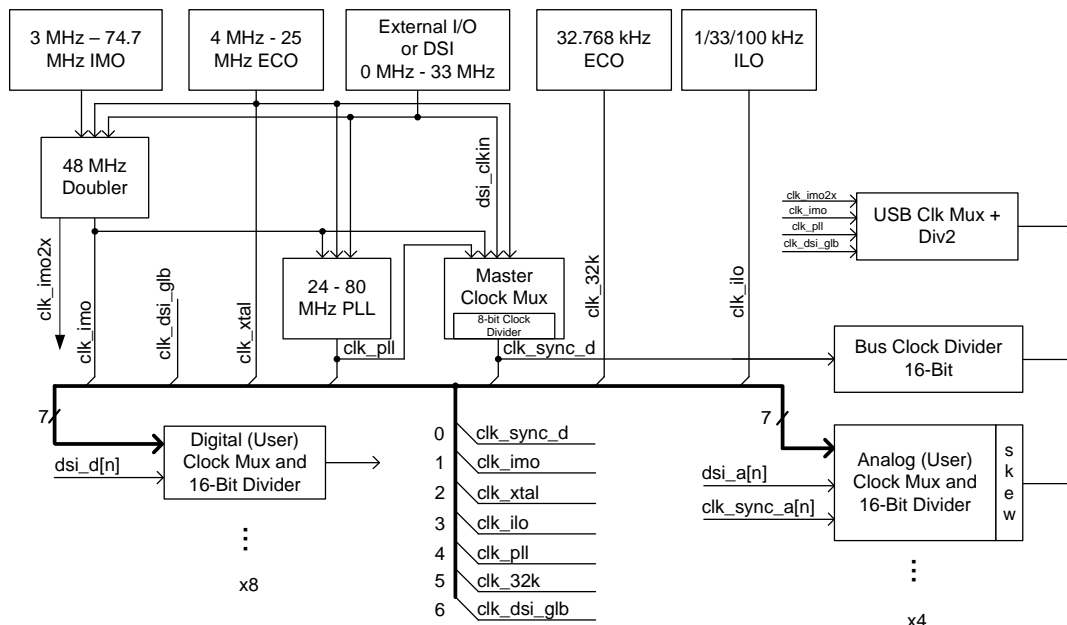 3 MHz – 74.7
MHz IMO
4 MHz - 25
MHz ECO
External I/O
or DSI
0 MHz - 33 MHz
32.768 kHz
ECO
1/33/100 kHz
ILO
48 MHz
Doubler
dsi_clkin
clk_imo2x
clk_imo
clk_dsi_glb
clk_xtal
24 - 80
MHz PLL
clk_pll
Master
Clock Mux
8-bit Clock
Divider
clk_sync_d
clk_32k
clk_ilo
clk_imo2x
clk_imo
clk_pll
clk_dsi_glb
USB Clk Mux +
Div2
Bus Clock Divider
16-Bit
7
Digital (User)
Clock Mux and
16-Bit Divider
dsi_d[n]
x8
0 clk_sync_d
1 clk_imo
2 clk_xtal
3 clk_ilo
4 clk_pll
5 clk_32k
6 clk_dsi_glb
7
dsi_a[n]
clk_sync_a[n]
Analog (User)
Clock Mux and
16-Bit Divider
s
k
e
w
x4